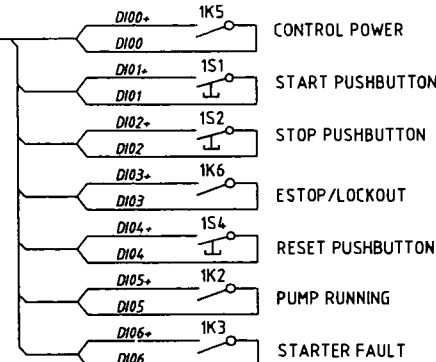 DI00+ 1K5
DI00 CONTROL POWER
DI01+ 1S1
DI01 START PUSHBUTTON
DI02+ 1S2
DI02 STOP PUSHBUTTON
DI03+ 1K6
DI03 ESTOP/LOCKOUT
DI04+ 1S4
DI04 RESET PUSHBUTTON
DI05+ 1K2
DI05 PUMP RUNNING
DI06+ 1K3
DI06 STARTER FAULT